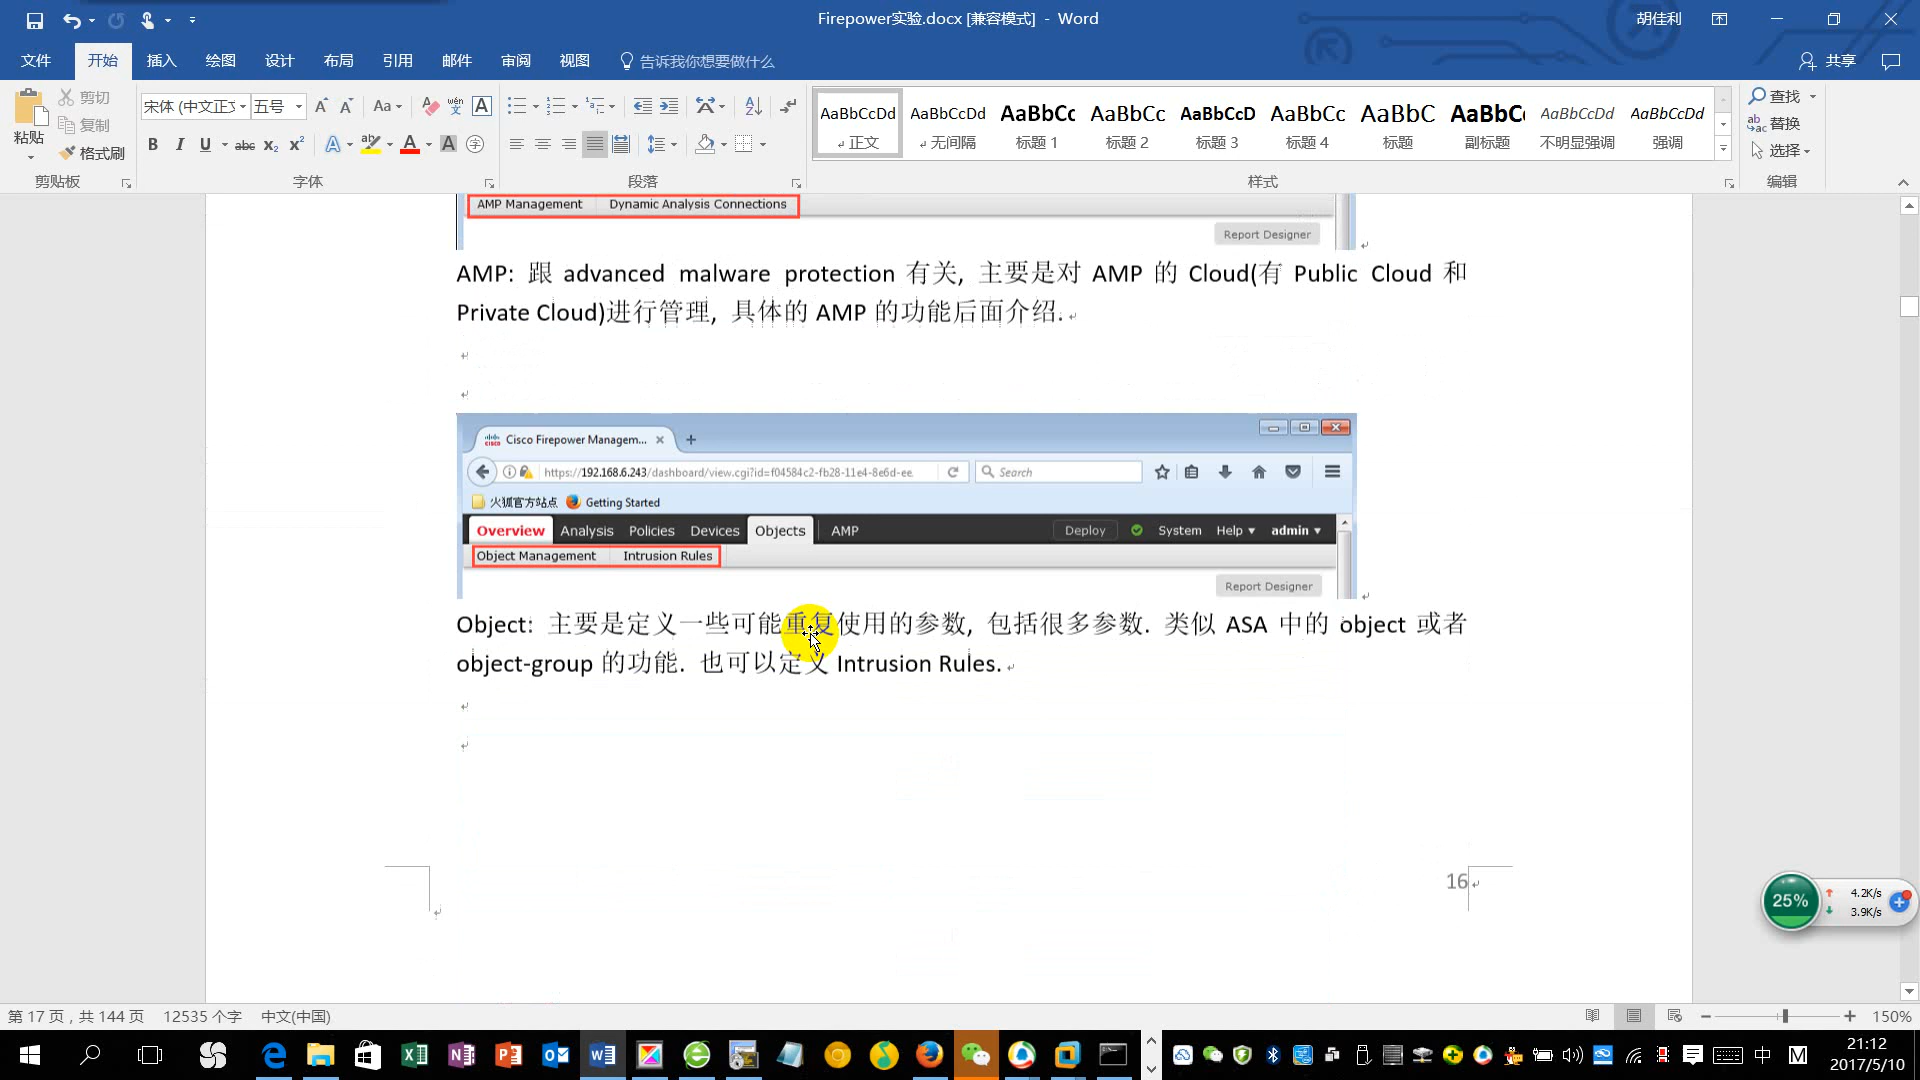 Firepower实验.docx [兼容模式] - Word
胡佳利
文件 开始 插入 绘图 设计 布局 引用 邮件 审阅 视图 告诉我你想要做什么 共享
粘贴
剪切
复制
格式刷
剪贴板
五号
字体
段落
AaBbCcDd AaBbCcDd AaBbCc AaBbCc AaBbCcD AaBbCc AaBbC AaBbC AaBbCcDd AaBbCcDd
正文 无间隔 标题 1 标题 2 标题 3 标题 4 标题 副标题 不明显强调 强调
样式
查找
替换
选择
编辑
AMP Management Dynamic Analysis Connections
Report Designer
AMP: 跟 advanced malware protection 有关, 主要是对 AMP 的 Cloud(有 Public Cloud 和
Private Cloud)进行管理, 具体的 AMP 的功能后面介绍.
Cisco Firepower Managem...
https://192.168.6.243/dashboard/view.cgi?id=f04584c2-fb28-11e4-8e6d-ee
Search
火狐官方站点 Getting Started
Overview Analysis Policies Devices Objects AMP Deploy System Help admin
Object Management Intrusion Rules
Report Designer
Object: 主要是定义一些可能重复使用的参数, 包括很多参数. 类似 ASA 中的 object 或者
object-group 的功能. 也可以定义 Intrusion Rules.
16
25% 4.2K/s
3.9K/s
第 17 页，共 144 页 12535 个字 中文(中国) 150%
中 M 21:12
2017/5/10